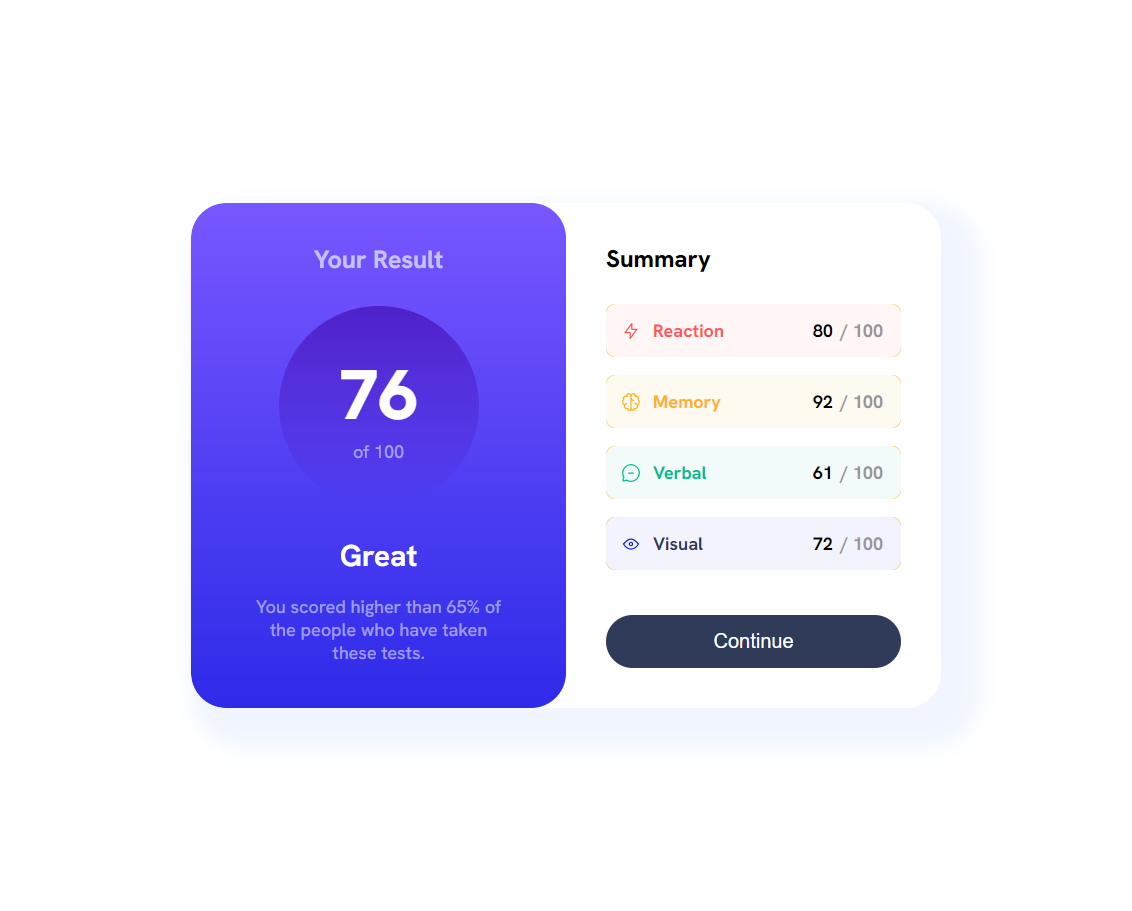 Your Result
76
of 100
Great
You scored higher than 65% of
the people who have taken
these tests.
Summary
Reaction 80 / 100
Memory 92 / 100
Verbal 61 / 100
Visual 72 / 100
Continue